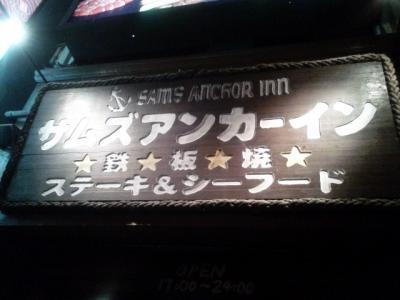 SAM'S ANCHOR INN
サムズアンカーイン
★鉄★板★焼★
ステーキ&シーフード
OPEN
17:00～24:00